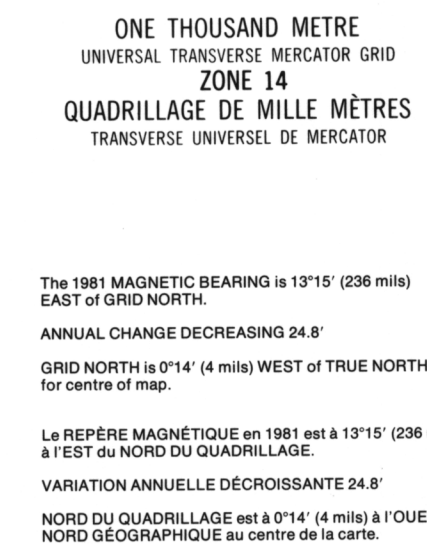 ONE THOUSAND METRE
UNIVERSAL TRANSVERSE MERCATOR GRID
ZONE 14
QUADRILLAGE DE MILLE MÈTRES
TRANSVERSE UNIVERSEL DE MERCATOR
The 1981 MAGNETIC BEARING is 13°15′ (236 mils)
EAST of GRID NORTH.
ANNUAL CHANGE DECREASING 24.8′
GRID NORTH is 0°14′ (4 mils) WEST of TRUE NORTH
for centre of map.
Le REPÈRE MAGNÉTIQUE en 1981 est à 13°15′ (236
à l'EST du NORD DU QUADRILLAGE.
VARIATION ANNUELLE DÉCROISSANTE 24.8′
NORD DU QUADRILLAGE est à 0°14′ (4 mils) à l'OUE
NORD GÉOGRAPHIQUE au centre de la carte.